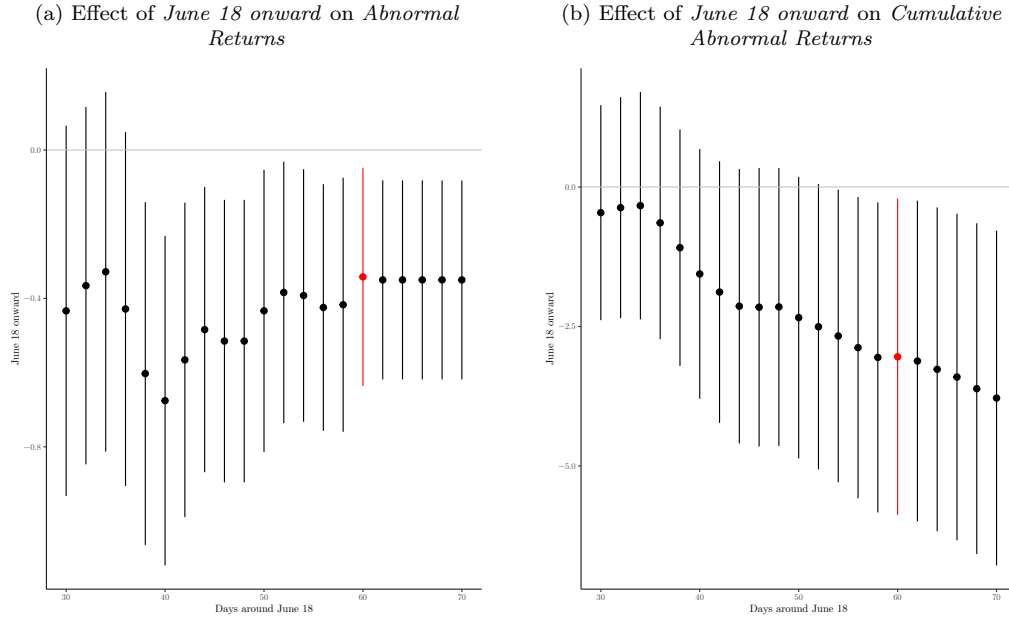 (a) Effect of June 18 onward on Abnormal
Returns
0.0
−0.4
−0.8
June 18 onward
30 40 50 60 70
Days around June 18
(b) Effect of June 18 onward on Cumulative
Abnormal Returns
0.0
−2.5
−5.0
June 18 onward
30 40 50 60 70
Days around June 18